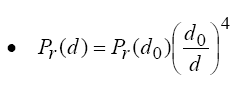 • P_r(d) = P_r(d_0)(d_0/d)^4